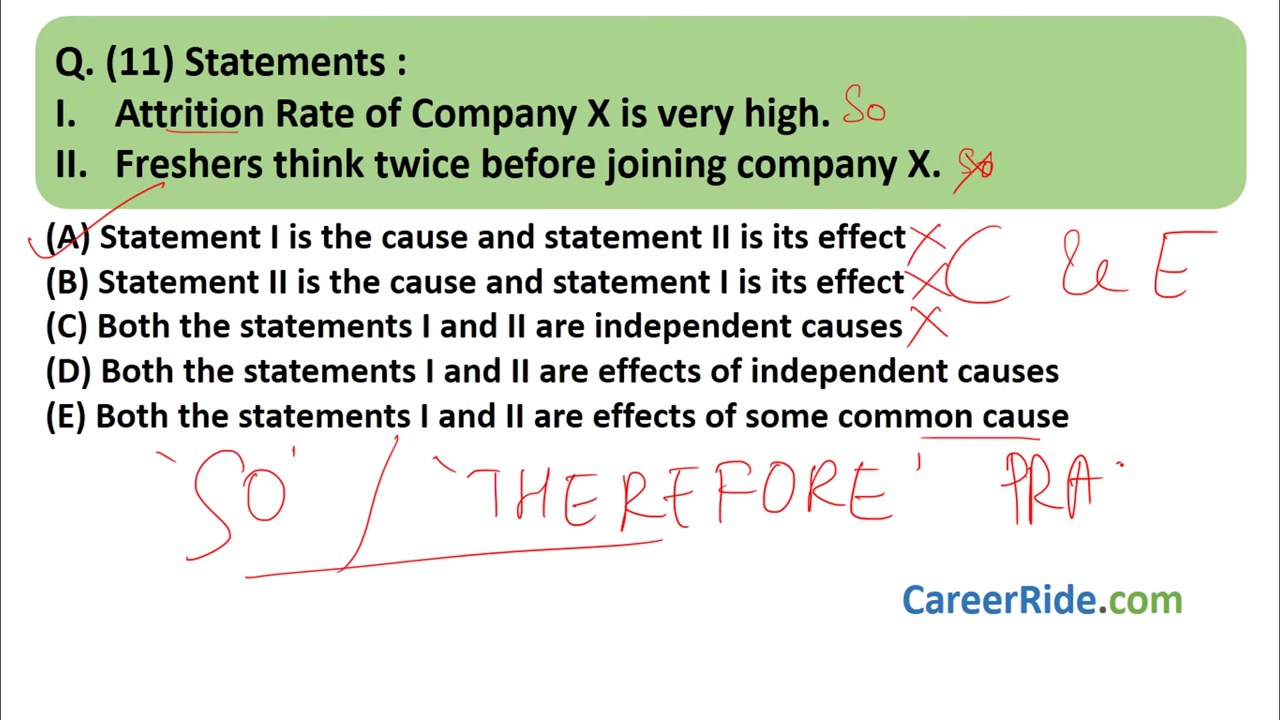 Q. (11) Statements :
I. Attrition Rate of Company X is very high. So
II. Freshers think twice before joining company X. So
(A) Statement I is the cause and statement II is its effect
(B) Statement II is the cause and statement I is its effect C & E
(C) Both the statements I and II are independent causes
(D) Both the statements I and II are effects of independent causes
(E) Both the statements I and II are effects of some common cause
'SO' / 'THEREFORE' PRA
CareerRide.com